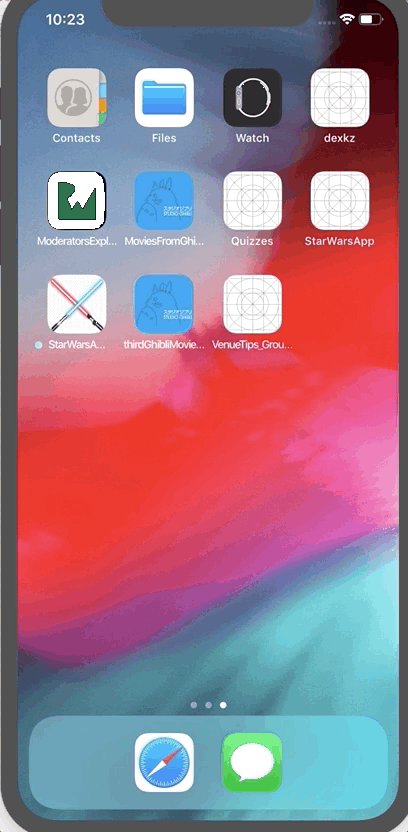 10:23
Contacts
Files
Watch
dexkz
ModeratorsExpl...
MoviesFromGhi...
Quizzes
StarWarsApp
StarWarsA...
thirdGhibliMovie...
VenueTips_Grou...